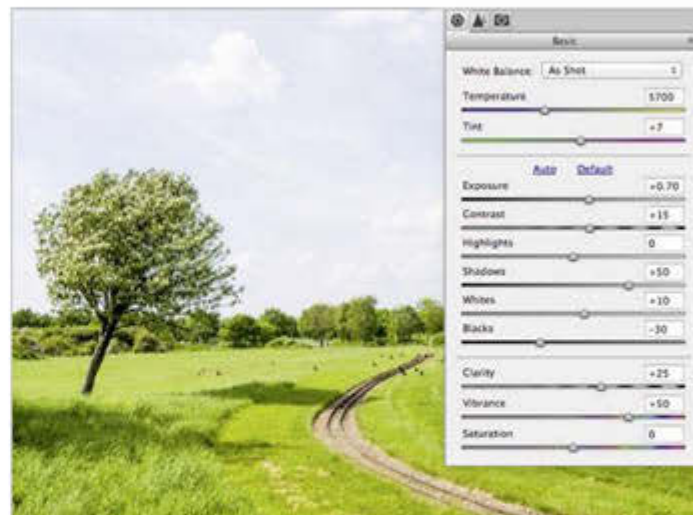 Basic
White Balance: As Shot
Temperature 5700
Tint +7
Auto Default
Exposure +0.70
Contrast +15
Highlights 0
Shadows +50
Whites +10
Blacks -30
Clarity +25
Vibrance +50
Saturation 0